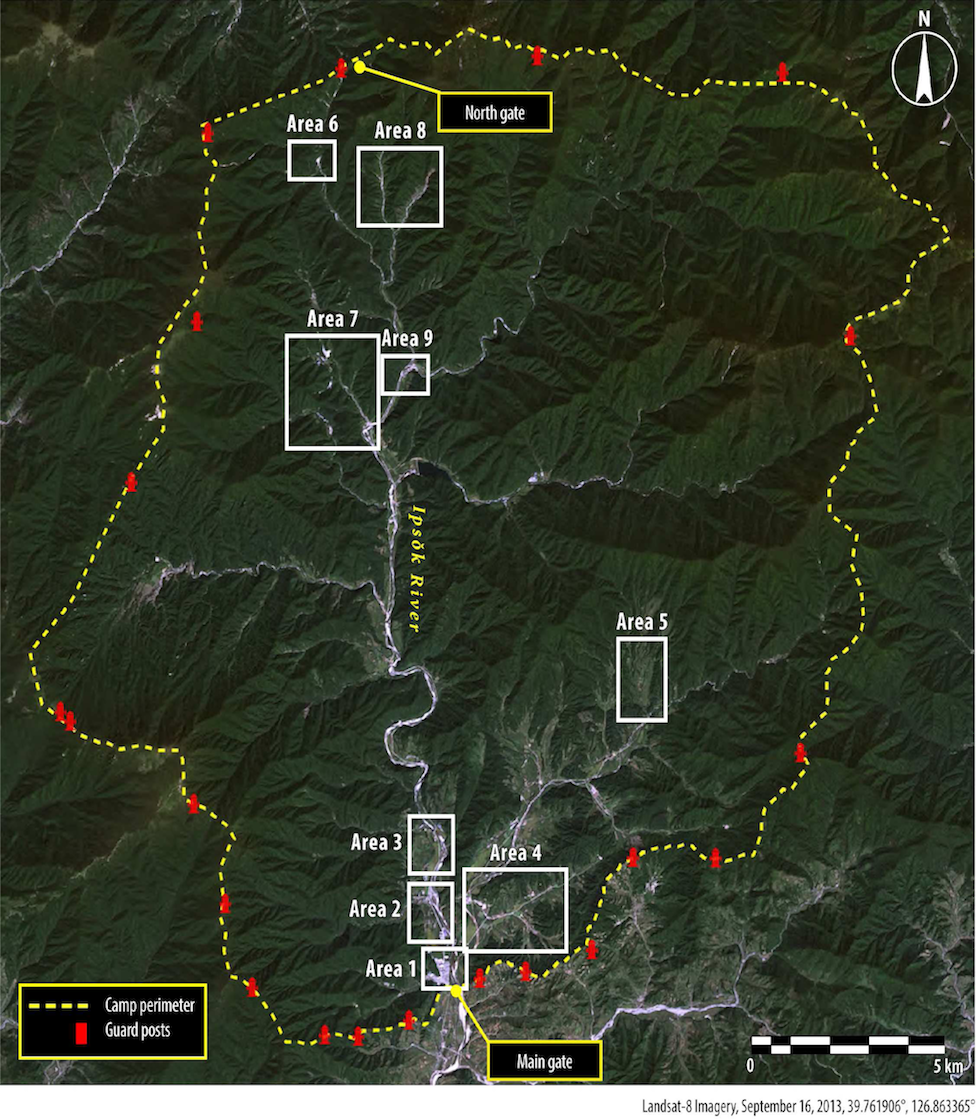 N
North gate
Area 6
Area 8
Area 7
Area 9
Ipsŏk River
Area 5
Area 3
Area 4
Area 2
Area 1
Camp perimeter
Guard posts
Main gate
0
5 km
Landsat-8 Imagery, September 16, 2013, 39.761906°, 126.863365°